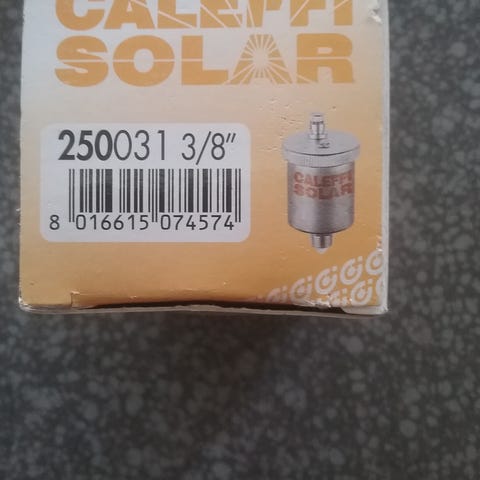 CALEFFI
SOLAR
250031 3/8"
8 016615 074574
CALEFFI
SOLAR